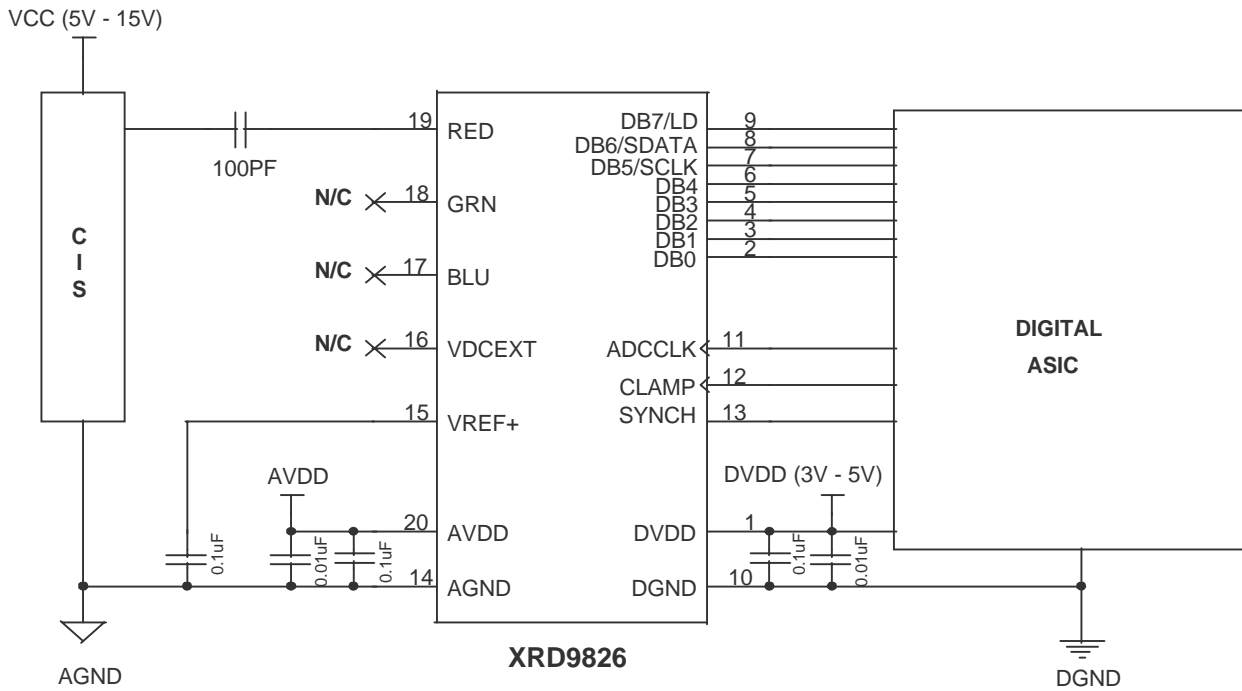 VCC (5V - 15V)
C
I
S
100PF
19 RED
N/C 18 GRN
N/C 17 BLU
N/C 16 VDCEXT
15 VREF+
AVDD
20 AVDD
14 AGND
0.1uF
0.01uF
0.1uF
AGND
DB7/LD 9
DB6/SDATA 8
DB5/SCLK 7
DB4 6
DB3 5
DB2 4
DB1 3
DB0 2
ADCCLK 11
CLAMP 12
SYNCH 13
DVDD (3V - 5V)
DVDD 1
DGND 10
0.1uF
0.01uF
DIGITAL
ASIC
DGND
XRD9826